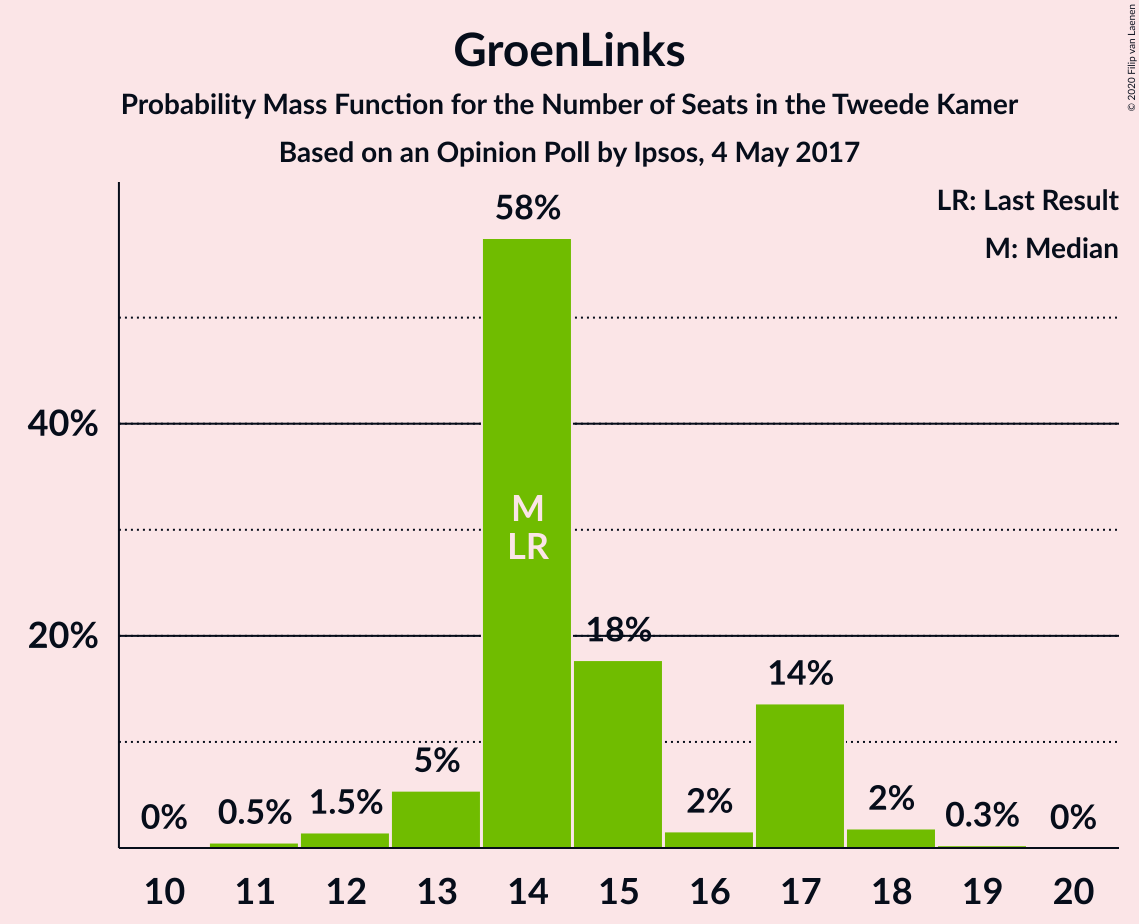 GroenLinks
Probability Mass Function for the Number of Seats in the Tweede Kamer
Based on an Opinion Poll by Ipsos, 4 May 2017
© 2020 Filip van Laenen
LR: Last Result
M: Median
58%
40%
M
LR
20%
18%
14%
5%
0%
0.5%
1.5%
2%
2%
0.3%
0%
10 11 12 13 14 15 16 17 18 19 20